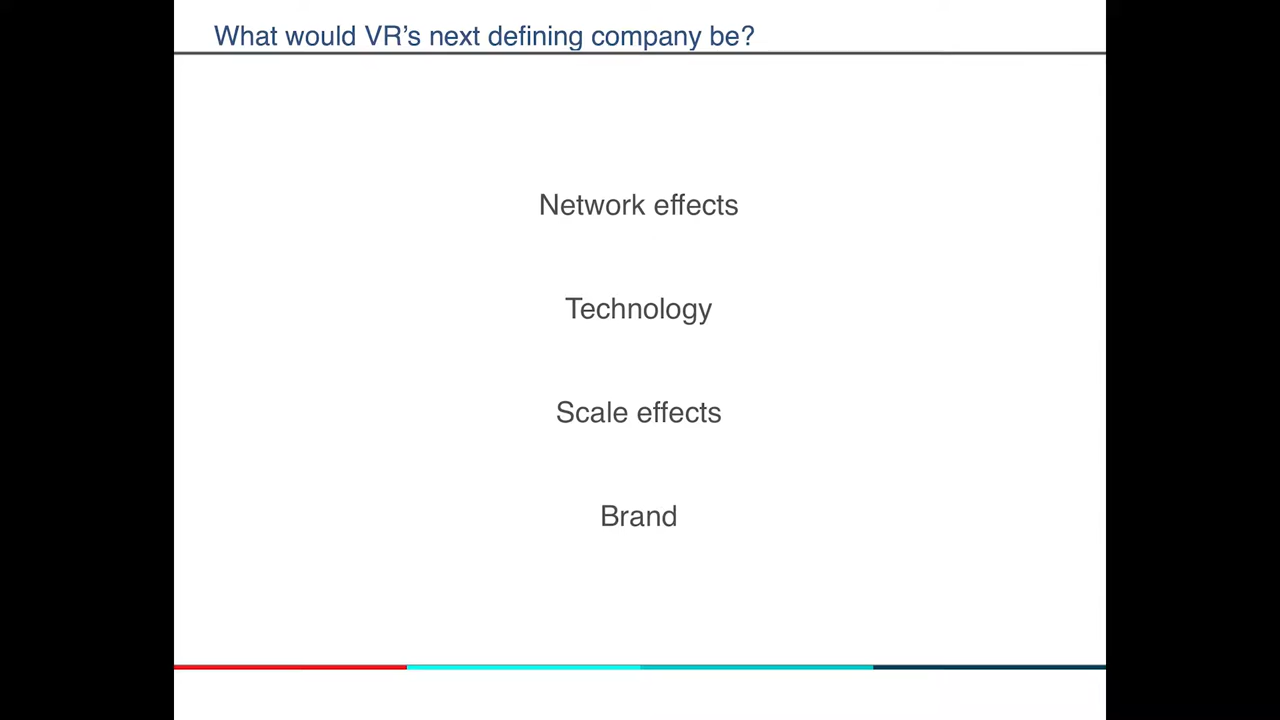 What would VR’s next defining company be?
Network effects
Technology
Scale effects
Brand